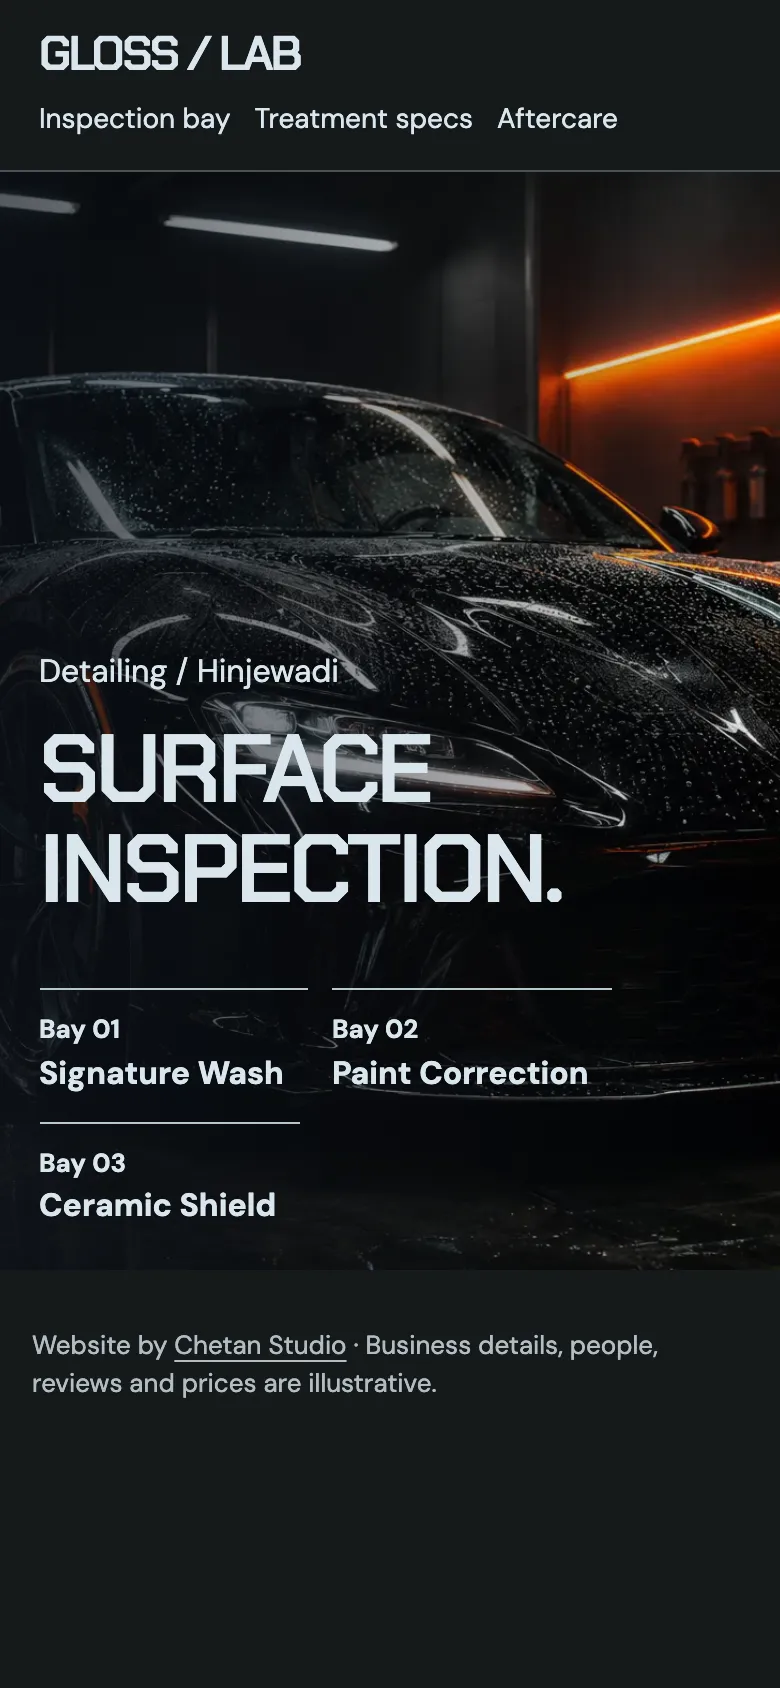 GLOSS / LAB
Inspection bay Treatment specs Aftercare
Detailing / Hinjewadi
SURFACE
INSPECTION.
Bay 01
Signature Wash
Bay 02
Paint Correction
Bay 03
Ceramic Shield
Website by Chetan Studio · Business details, people,
reviews and prices are illustrative.